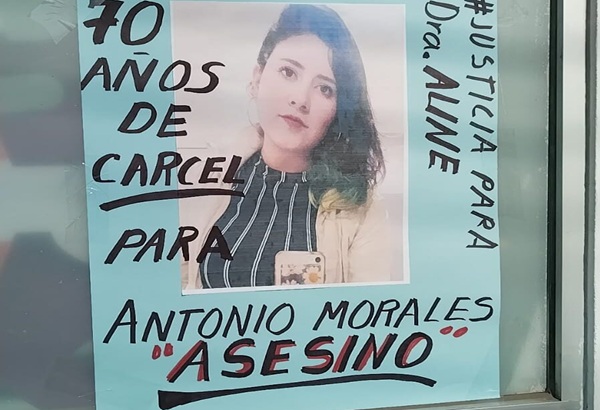 70
AÑOS
DE
CARCEL
PARA
ANTONIO MORALES
"ASESINO"
#JUSTICIA PARA
Dra. ALINE